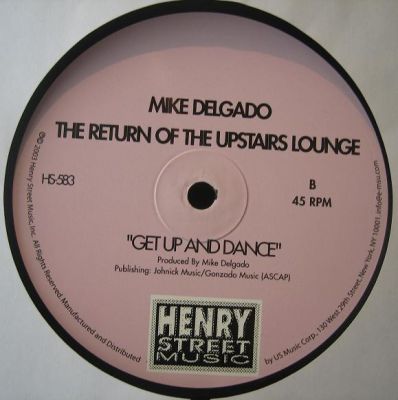 MIKE DELGADO
THE RETURN OF THE UPSTAIRS LOUNGE
HS-583
B
45 RPM
"GET UP AND DANCE"
Produced By Mike Delgado
Publishing: Johnick Music/Gonzado Music (ASCAP)
HENRY
STREET
MUSIC
℗© 2003 Henry Street Music, Inc. All Rights Reserved. Manufactured and Distributed
by US Music Corp., 130 West 29th Street, New York, NY 10001. info@e-mixu.com